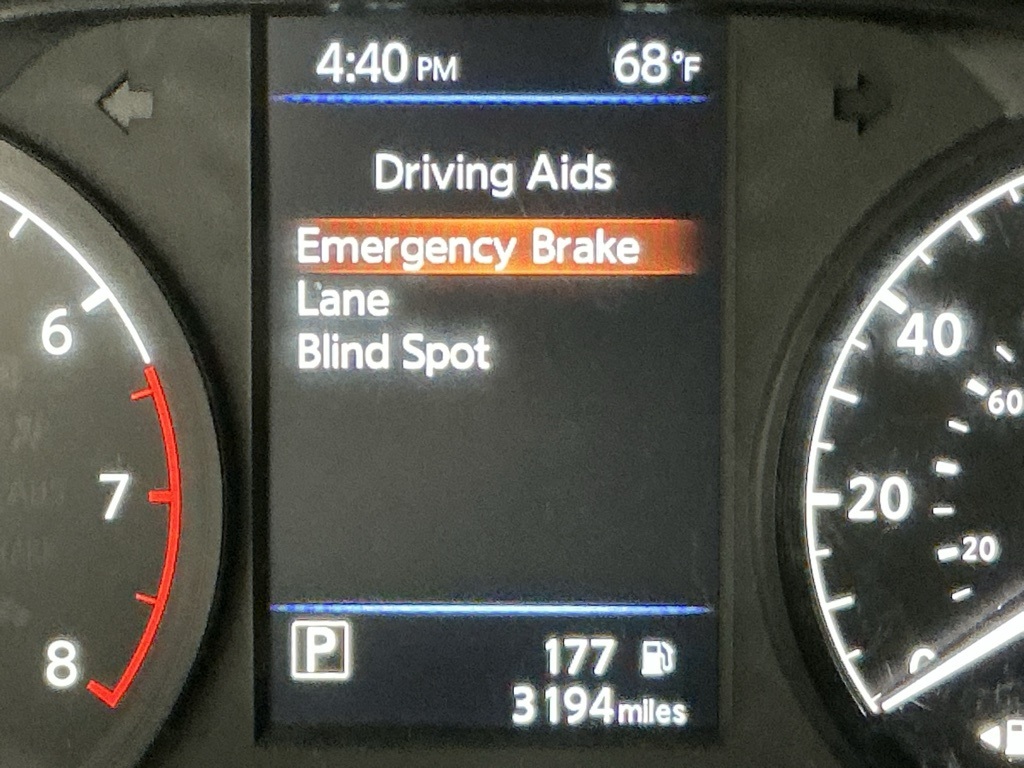 4:40 PM 68°F
Driving Aids
Emergency Brake
Lane
Blind Spot
P 177
3194 miles
6
7
8
40
60
20
20
0